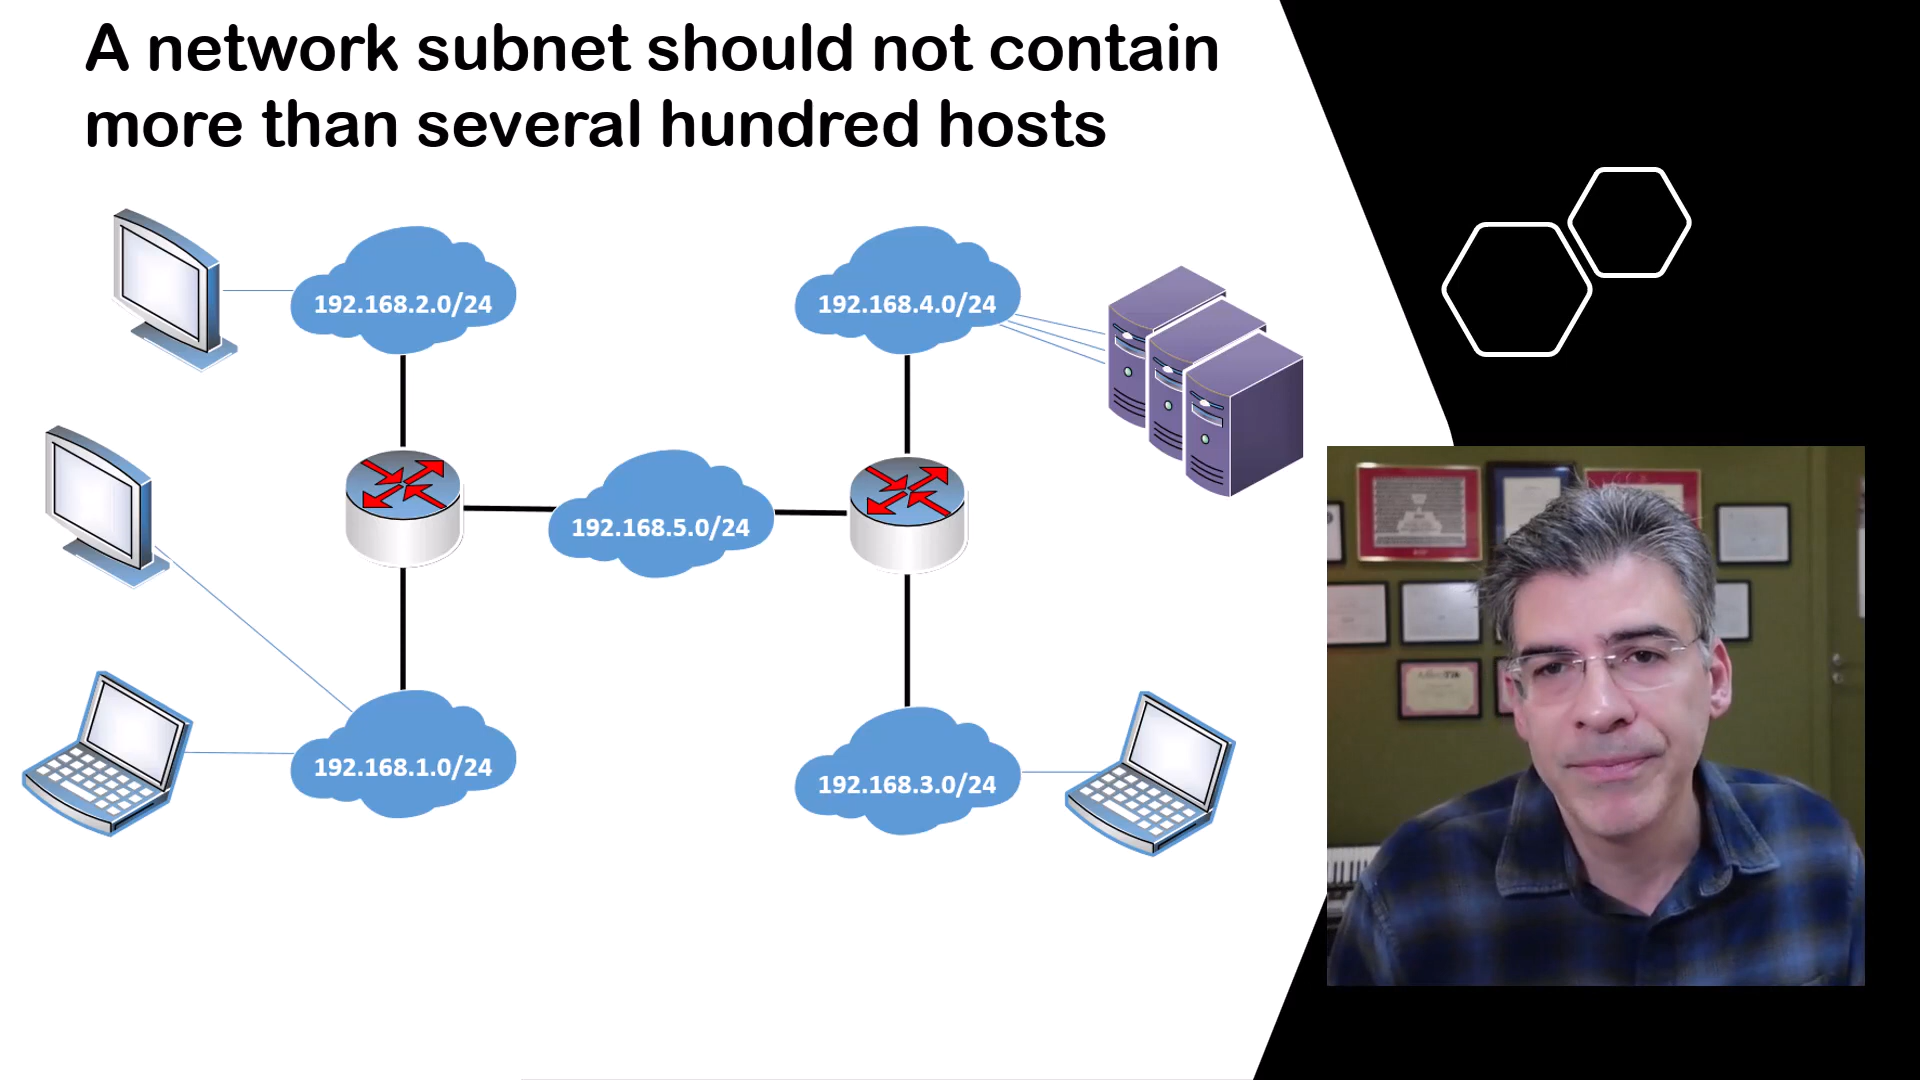 A network subnet should not contain
more than several hundred hosts
192.168.2.0/24
192.168.4.0/24
192.168.5.0/24
192.168.1.0/24
192.168.3.0/24